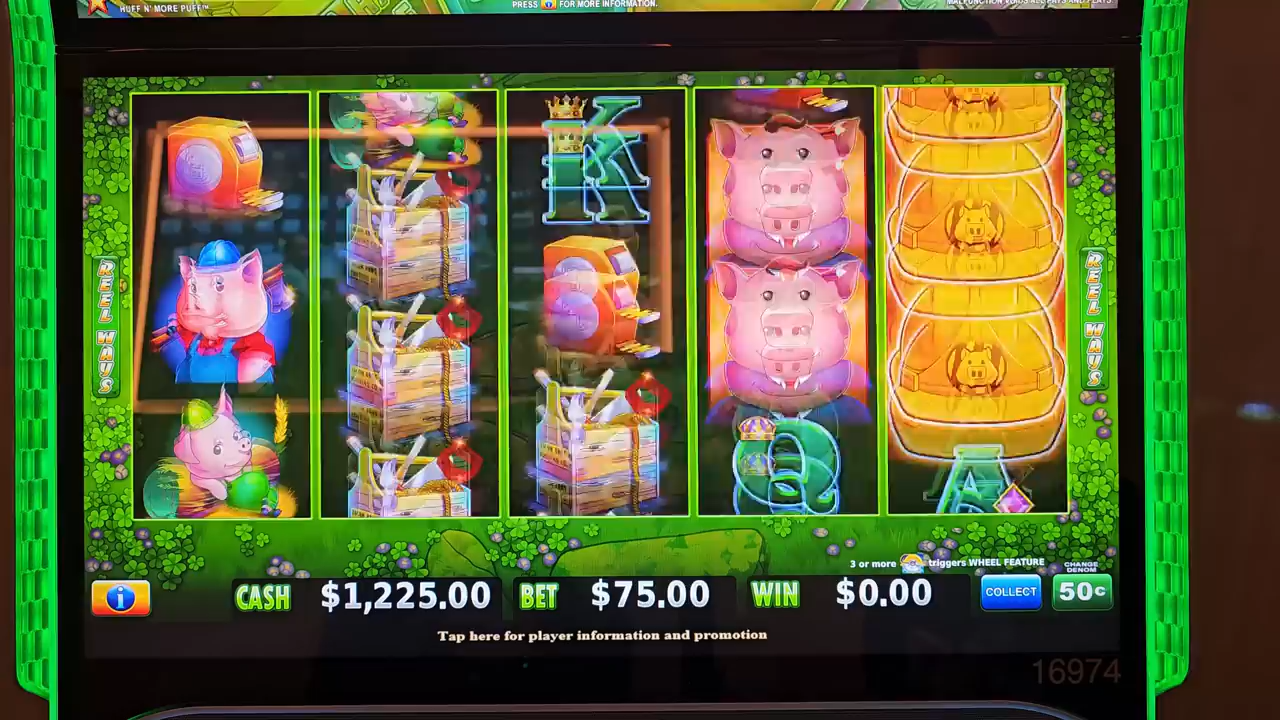 HUFF N' MORE PUFF™
PRESS i FOR MORE INFORMATION.
MALFUNCTION VOIDS ALL PAYS AND PLAYS
K
Q
A
REEL WAYS
REEL WAYS
3 or more triggers WHEEL FEATURE
CHANGE DENOM
i
CASH $1,225.00 BET $75.00 WIN $0.00
COLLECT
50¢
Tap here for player information and promotion
16974